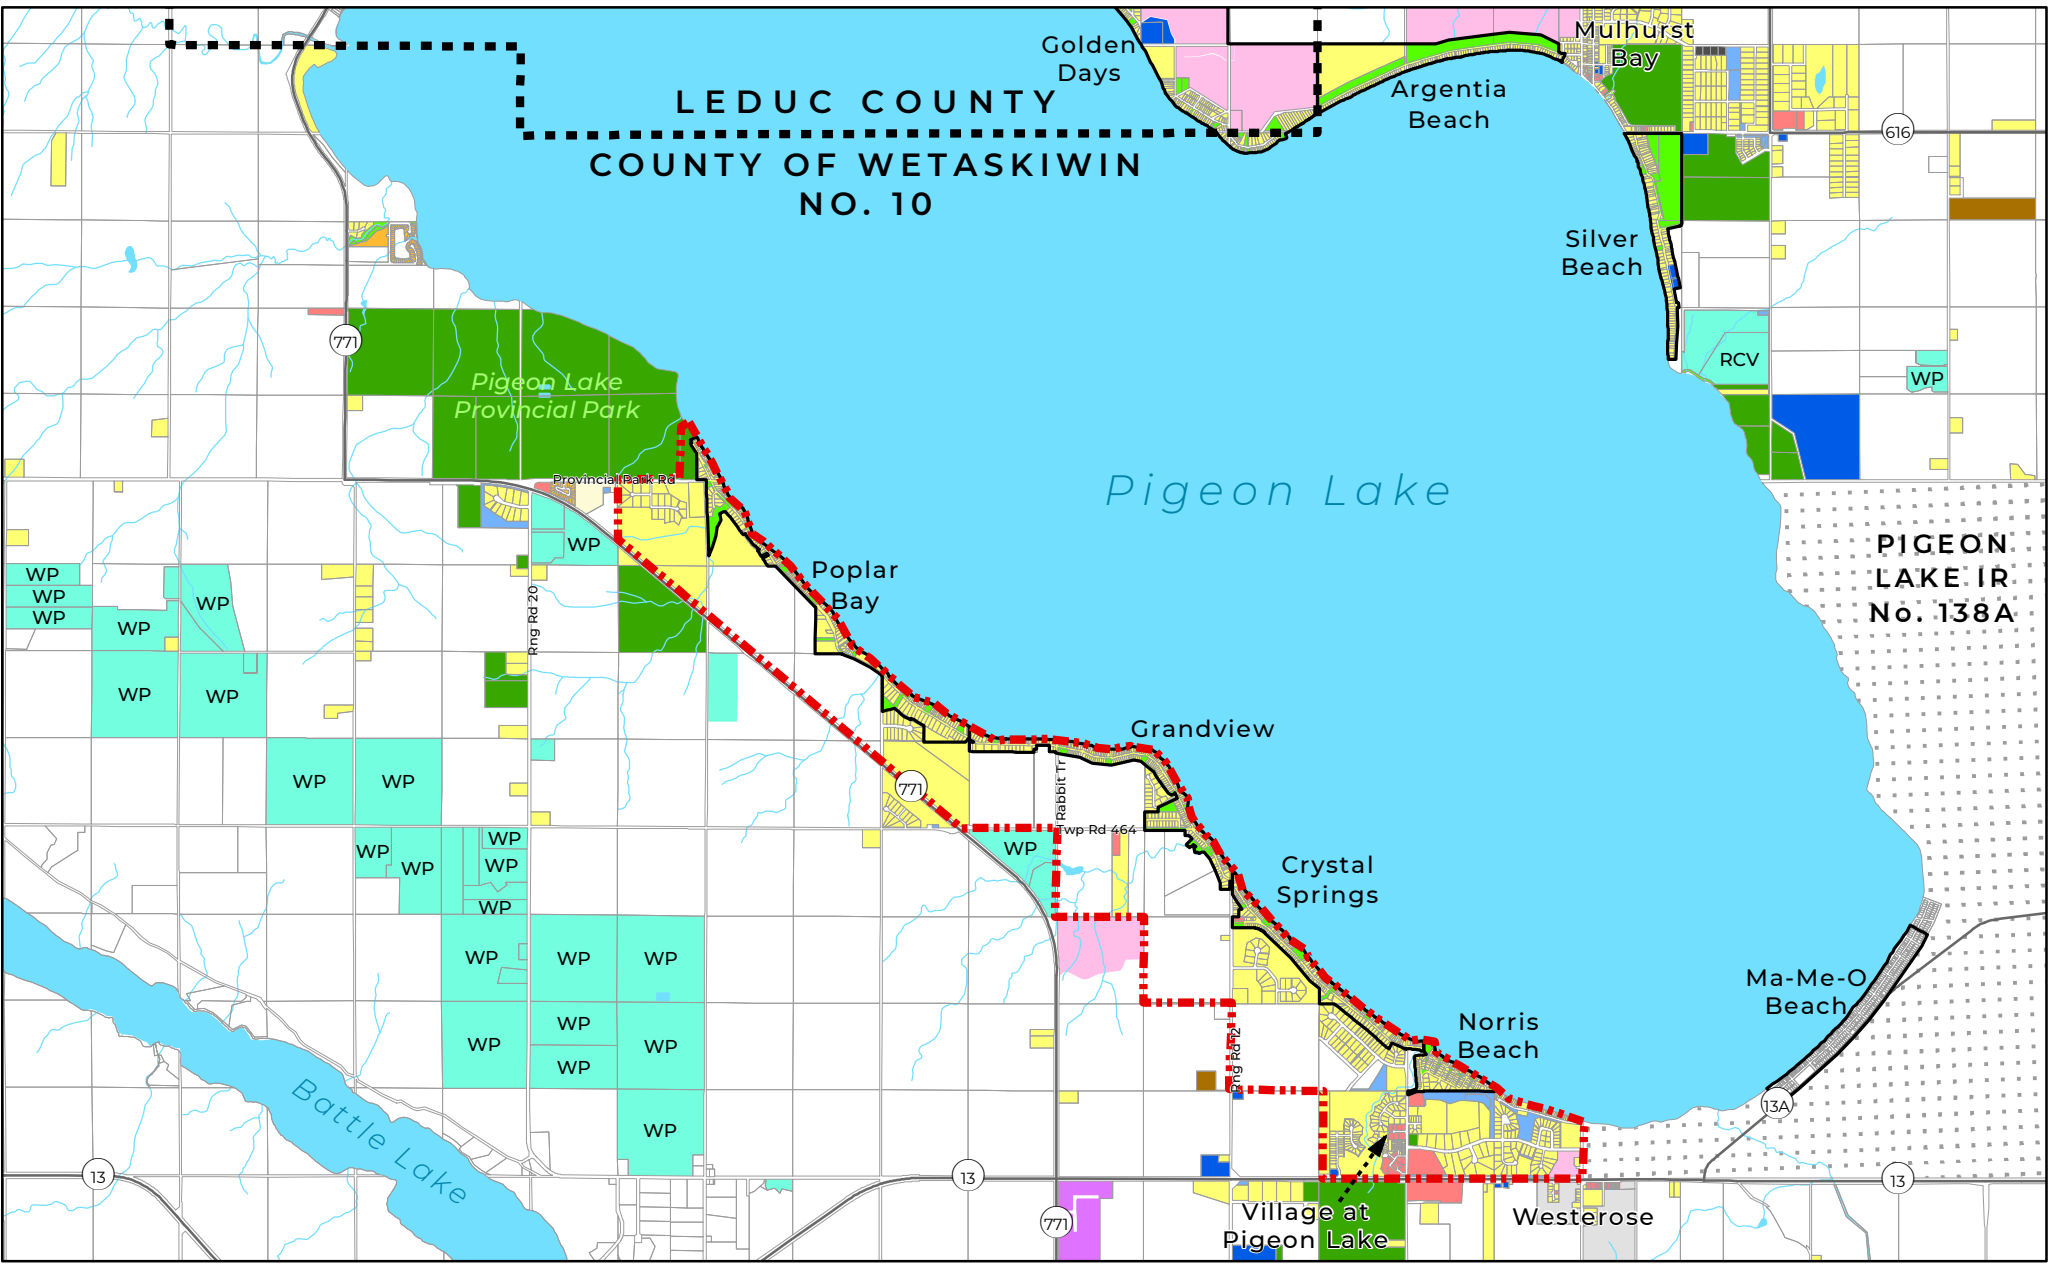 Golden
Days
Mulhurst
Bay
LEDUC COUNTY
Argentia
Beach
616
COUNTY OF WETASKIWIN
NO. 10
Silver
Beach
771
RCV
WP
Pigeon Lake
Provincial Park
Provincial Park Rd
Pigeon Lake
WP
PIGEON
LAKE IR
No. 138A
WP
WP
WP
WP
WP
Rng Rd 20
Poplar
Bay
WP
WP
Grandview
WP
WP
771
TRabbit Tr
Twp Rd 464
WP
WP
WP
WP
WP
WP
Crystal
Springs
WP
WP
WP
Ma-Me-O
Beach
WP
WP
WP
WP
Rng Rd 12
Norris
Beach
Battle Lake
13A
WP
13
13
13
771
Village at
Pigeon Lake
Westerose